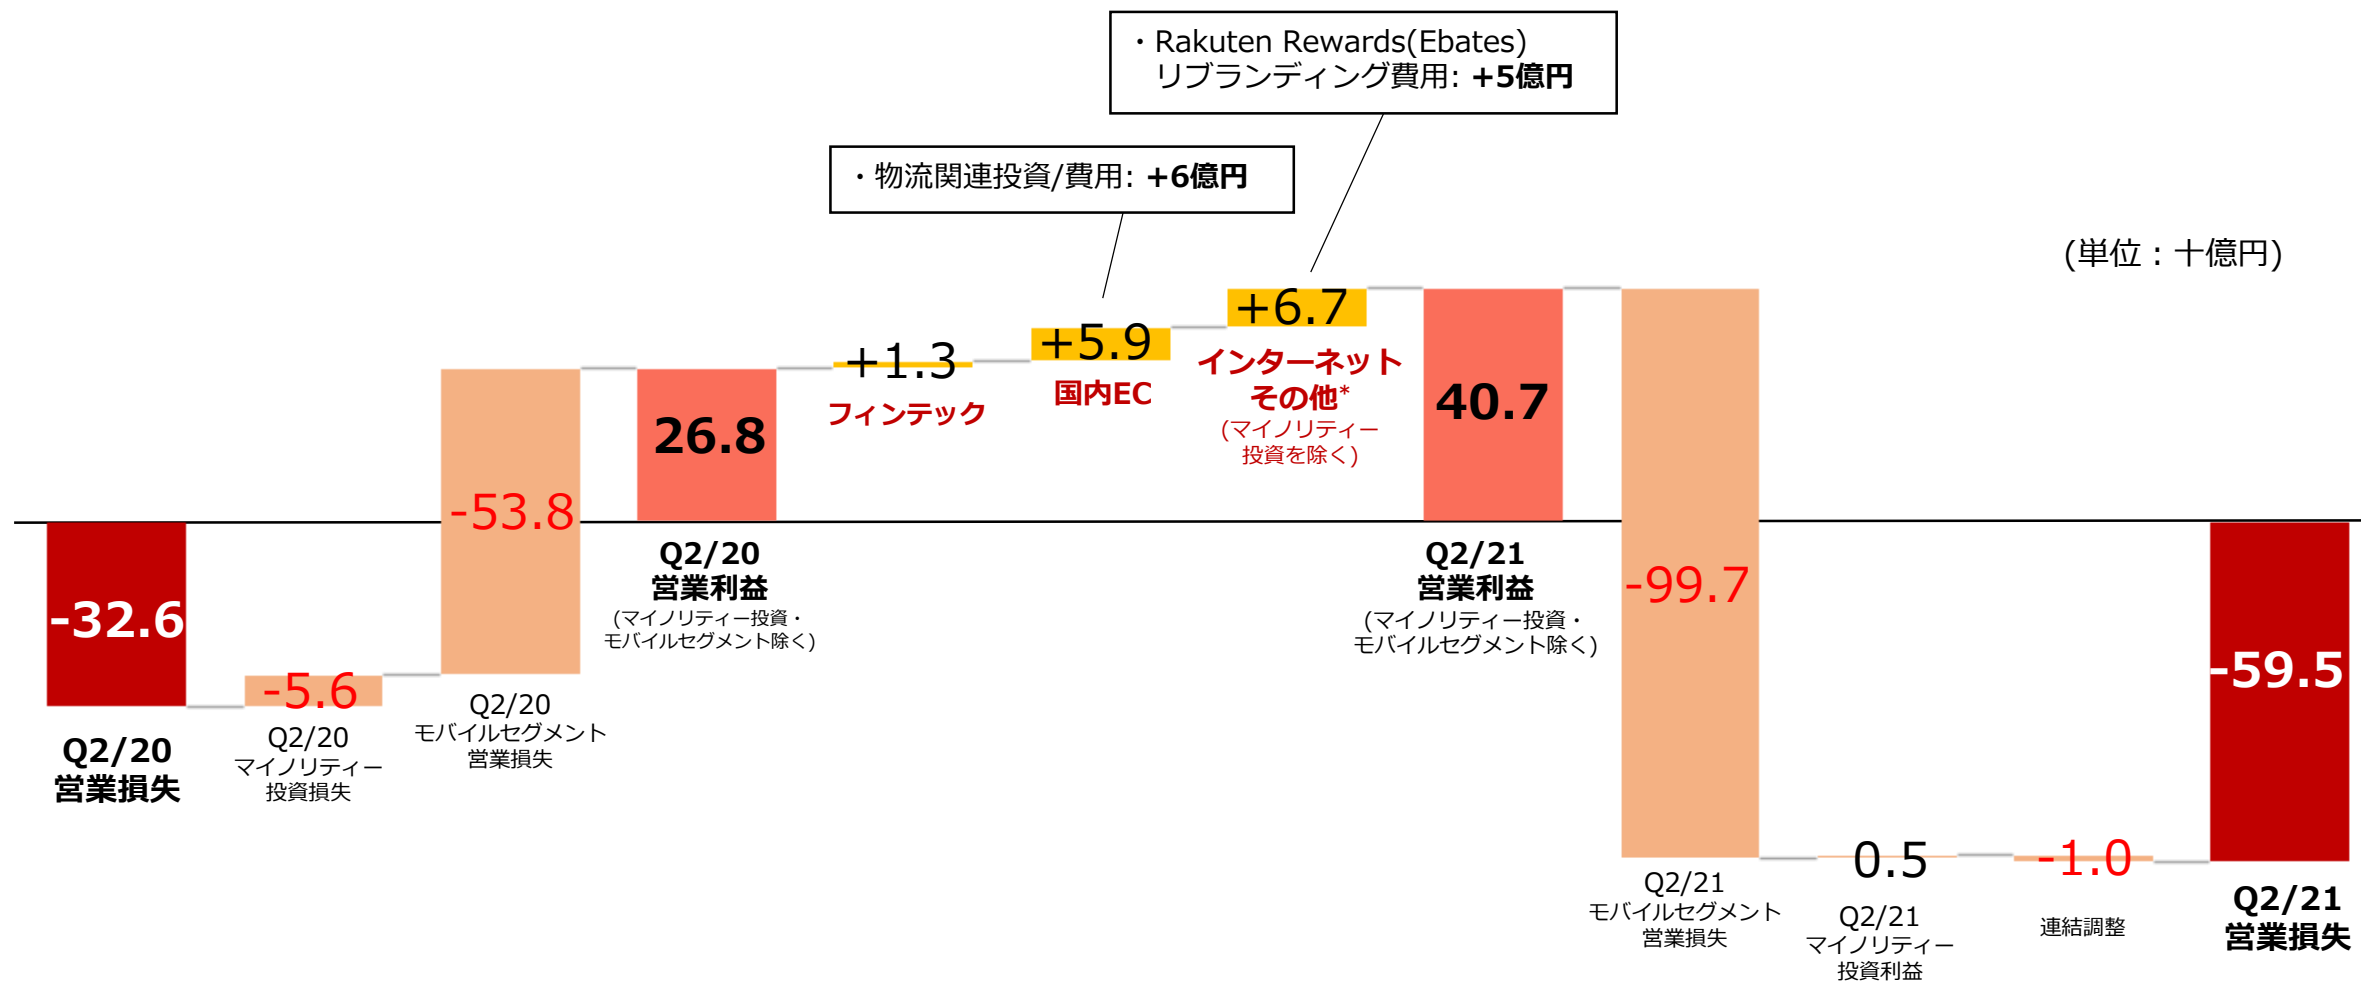 ・Rakuten Rewards(Ebates)
リブランディング費用: +5億円
・物流関連投資/費用: +6億円
(単位：十億円)
-32.6
Q2/20
営業損失
-5.6
Q2/20
マイノリティー
投資損失
-53.8
Q2/20
モバイルセグメント
営業損失
26.8
Q2/20
営業利益
(マイノリティー投資・
モバイルセグメント除く)
+1.3
フィンテック
+5.9
国内EC
+6.7
インターネット
その他*
(マイノリティー
投資を除く)
40.7
Q2/21
営業利益
(マイノリティー投資・
モバイルセグメント除く)
-99.7
Q2/21
モバイルセグメント
営業損失
0.5
Q2/21
マイノリティー
投資利益
-1.0
連結調整
-59.5
Q2/21
営業損失